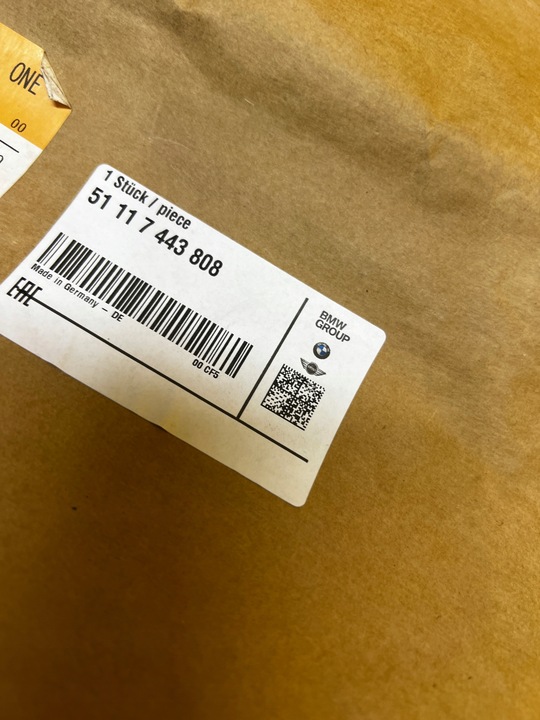 ONE
00
1 Stück / piece
51 11 7 443 808
Made in Germany – DE
00 CF5
EAC
BMW
GROUP